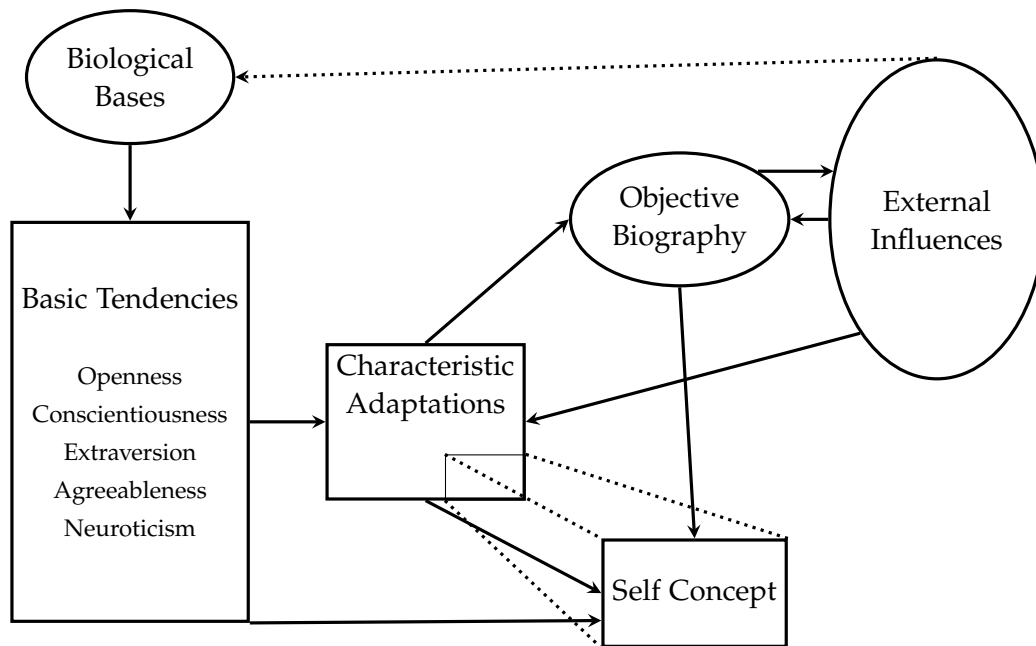 Biological
Bases
Objective
Biography
External
Influences
Basic Tendencies
Openness
Conscientiousness
Extraversion
Agreeableness
Neuroticism
Characteristic
Adaptations
Self Concept